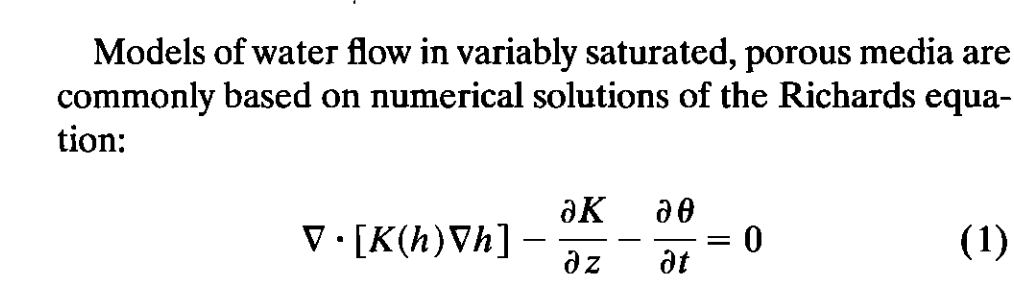 Models of water flow in variably saturated, porous media are
commonly based on numerical solutions of the Richards equa-
tion:
∇ · [K(h)∇h] − ∂K/∂z − ∂θ/∂t = 0 (1)